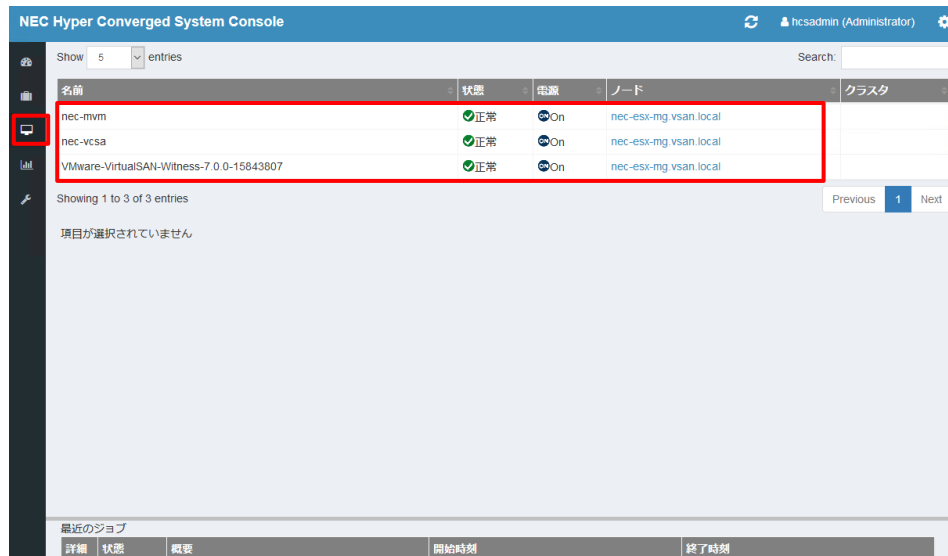 NEC Hyper Converged System Console hcsadmin (Administrator)
Show 5 entries Search:
名前 状態 電源 ノード クラスタ
nec-mvm 正常 ON On nec-esx-mg.vsan.local
nec-vcsa 正常 ON On nec-esx-mg.vsan.local
VMware-VirtualSAN-Witness-7.0.0-15843807 正常 ON On nec-esx-mg.vsan.local
Showing 1 to 3 of 3 entries Previous 1 Next
項目が選択されていません
最近のジョブ
詳細 状態 概要 開始時刻 終了時刻